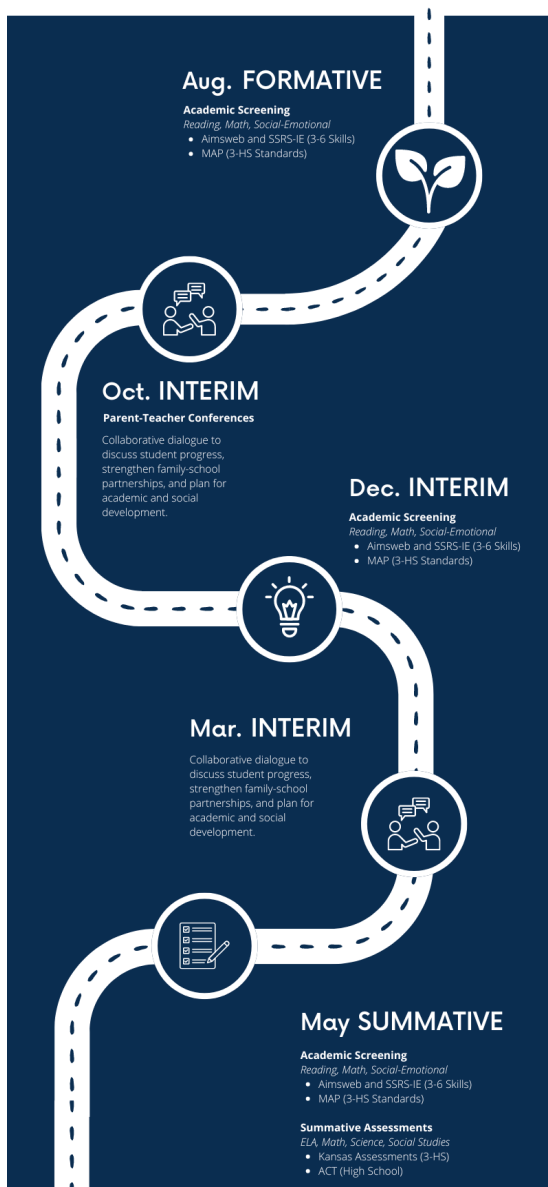 Aug. FORMATIVE
Academic Screening
Reading, Math, Social-Emotional
• Aimsweb and SSRS-IE (3-6 Skills)
• MAP (3-HS Standards)
Oct. INTERIM
Parent-Teacher Conferences
Collaborative dialogue to
discuss student progress,
strengthen family-school
partnerships, and plan for
academic and social
development.
Dec. INTERIM
Academic Screening
Reading, Math, Social-Emotional
• Aimsweb and SSRS-IE (3-6 Skills)
• MAP (3-HS Standards)
Mar. INTERIM
Collaborative dialogue to
discuss student progress,
strengthen family-school
partnerships, and plan for
academic and social
development.
May SUMMATIVE
Academic Screening
Reading, Math, Social-Emotional
• Aimsweb and SSRS-IE (3-6 Skills)
• MAP (3-HS Standards)
Summative Assessments
ELA, Math, Science, Social Studies
• Kansas Assessments (3-HS)
• ACT (High School)